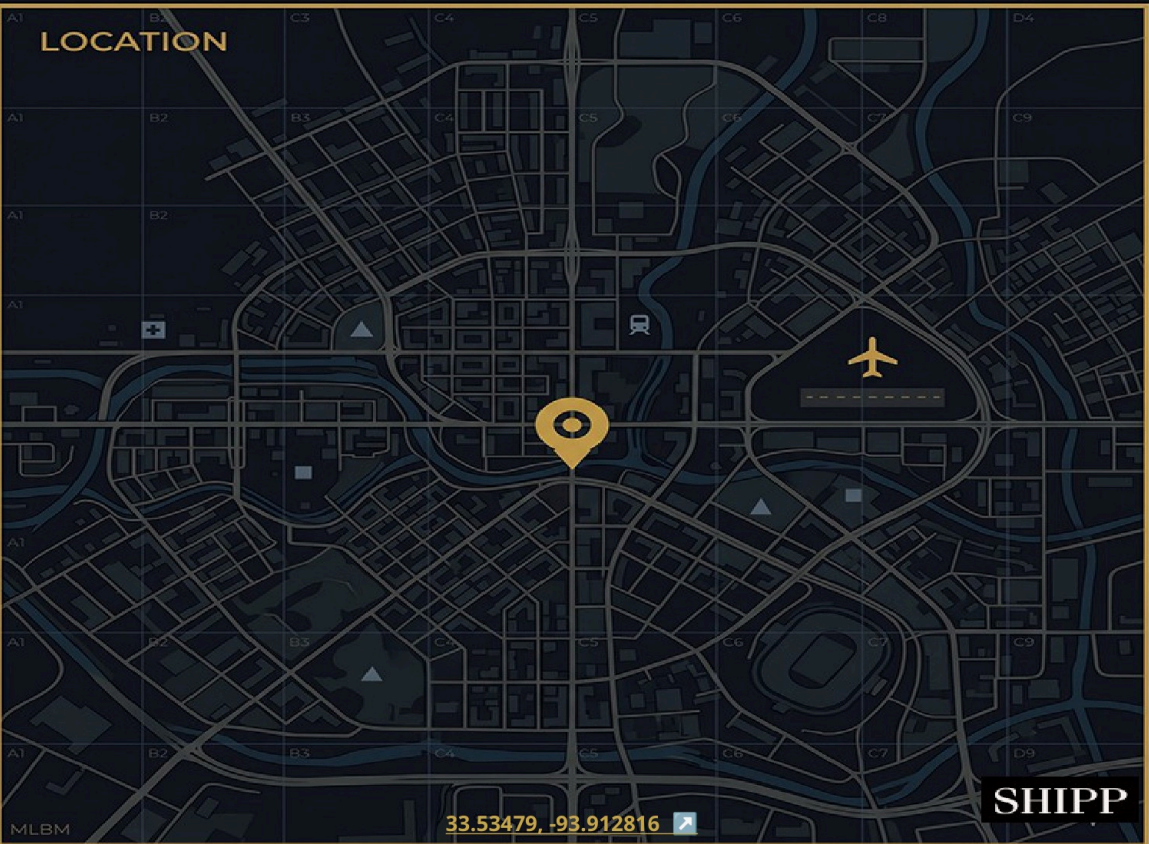 A1 B2 C3 C4 C5 C6 C8 D4
LOCATION
A1 B2 B3 C4 C5 C6 C7 C9
A1 B2
A1
A1
A1 B2 B3 C4 C5 C6 C7 C9
A1 B2 B3 C4 C5 C6 C7 D9
SHIPP
33.53479, -93.912816
MLBM